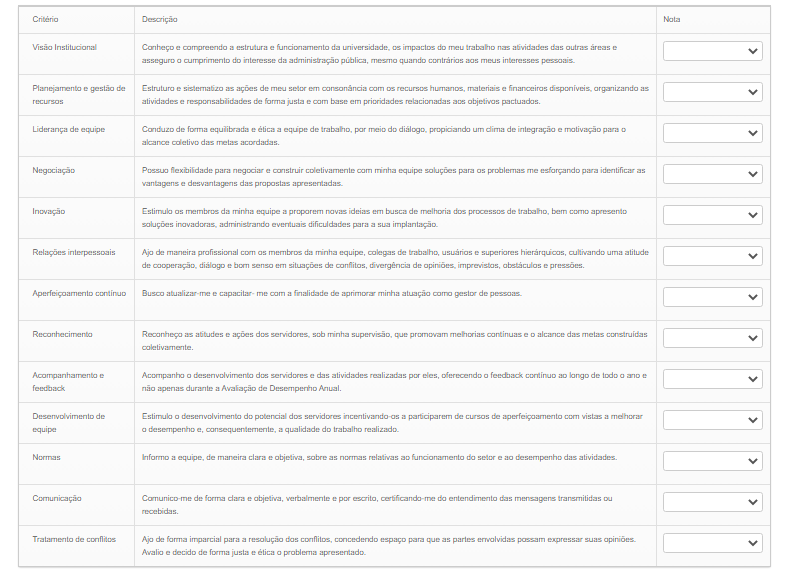 Critério Descrição Nota
Visão Institucional
Conheço e compreendo a estrutura e funcionamento da universidade, os impactos do meu trabalho nas atividades das outras áreas e
asseguro o cumprimento do interesse da administração pública, mesmo quando contrários aos meus interesses pessoais.
Planejamento e gestão de
recursos
Estruturo e sistematizo as ações de meu setor em consonância com os recursos humanos, materiais e financeiros disponíveis, organizando as
atividades e responsabilidades de forma justa e com base em prioridades relacionadas aos objetivos pactuados.
Liderança de equipe
Conduzo de forma equilibrada e ética a equipe de trabalho, por meio do diálogo, propiciando um clima de integração e motivação para o
alcance coletivo das metas acordadas.
Negociação
Possuo flexibilidade para negociar e construir coletivamente com minha equipe soluções para os problemas me esforçando para identificar as
vantagens e desvantagens das propostas apresentadas.
Inovação
Estimulo os membros da minha equipe a proporem novas ideias em busca de melhoria dos processos de trabalho, bem como apresento
soluções inovadoras, administrando eventuais dificuldades para a sua implantação.
Relações interpessoais
Ajo de maneira profissional com os membros da minha equipe, colegas de trabalho, usuários e superiores hierárquicos, cultivando uma atitude
de cooperação, diálogo e bom senso em situações de conflitos, divergência de opiniões, imprevistos, obstáculos e pressões.
Aperfeiçoamento contínuo
Busco atualizar-me e capacitar- me com a finalidade de aprimorar minha atuação como gestor de pessoas.
Reconhecimento
Reconheço as atitudes e ações dos servidores, sob minha supervisão, que promovam melhorias contínuas e o alcance das metas construídas
coletivamente.
Acompanhamento e
feedback
Acompanho o desenvolvimento dos servidores e das atividades realizadas por eles, oferecendo o feedback contínuo ao longo de todo o ano e
não apenas durante a Avaliação de Desempenho Anual.
Desenvolvimento de
equipe
Estimulo o desenvolvimento do potencial dos servidores incentivando-os a participarem de cursos de aperfeiçoamento com vistas a melhorar
o desempenho e, consequentemente, a qualidade do trabalho realizado.
Normas
Informo a equipe, de maneira clara e objetiva, sobre as normas relativas ao funcionamento do setor e ao desempenho das atividades.
Comunicação
Comunico-me de forma clara e objetiva, verbalmente e por escrito, certificando-me do entendimento das mensagens transmitidas ou
recebidas.
Tratamento de conflitos
Ajo de forma imparcial para a resolução dos conflitos, concedendo espaço para que as partes envolvidas possam expressar suas opiniões.
Avalio e decido de forma justa e ética o problema apresentado.